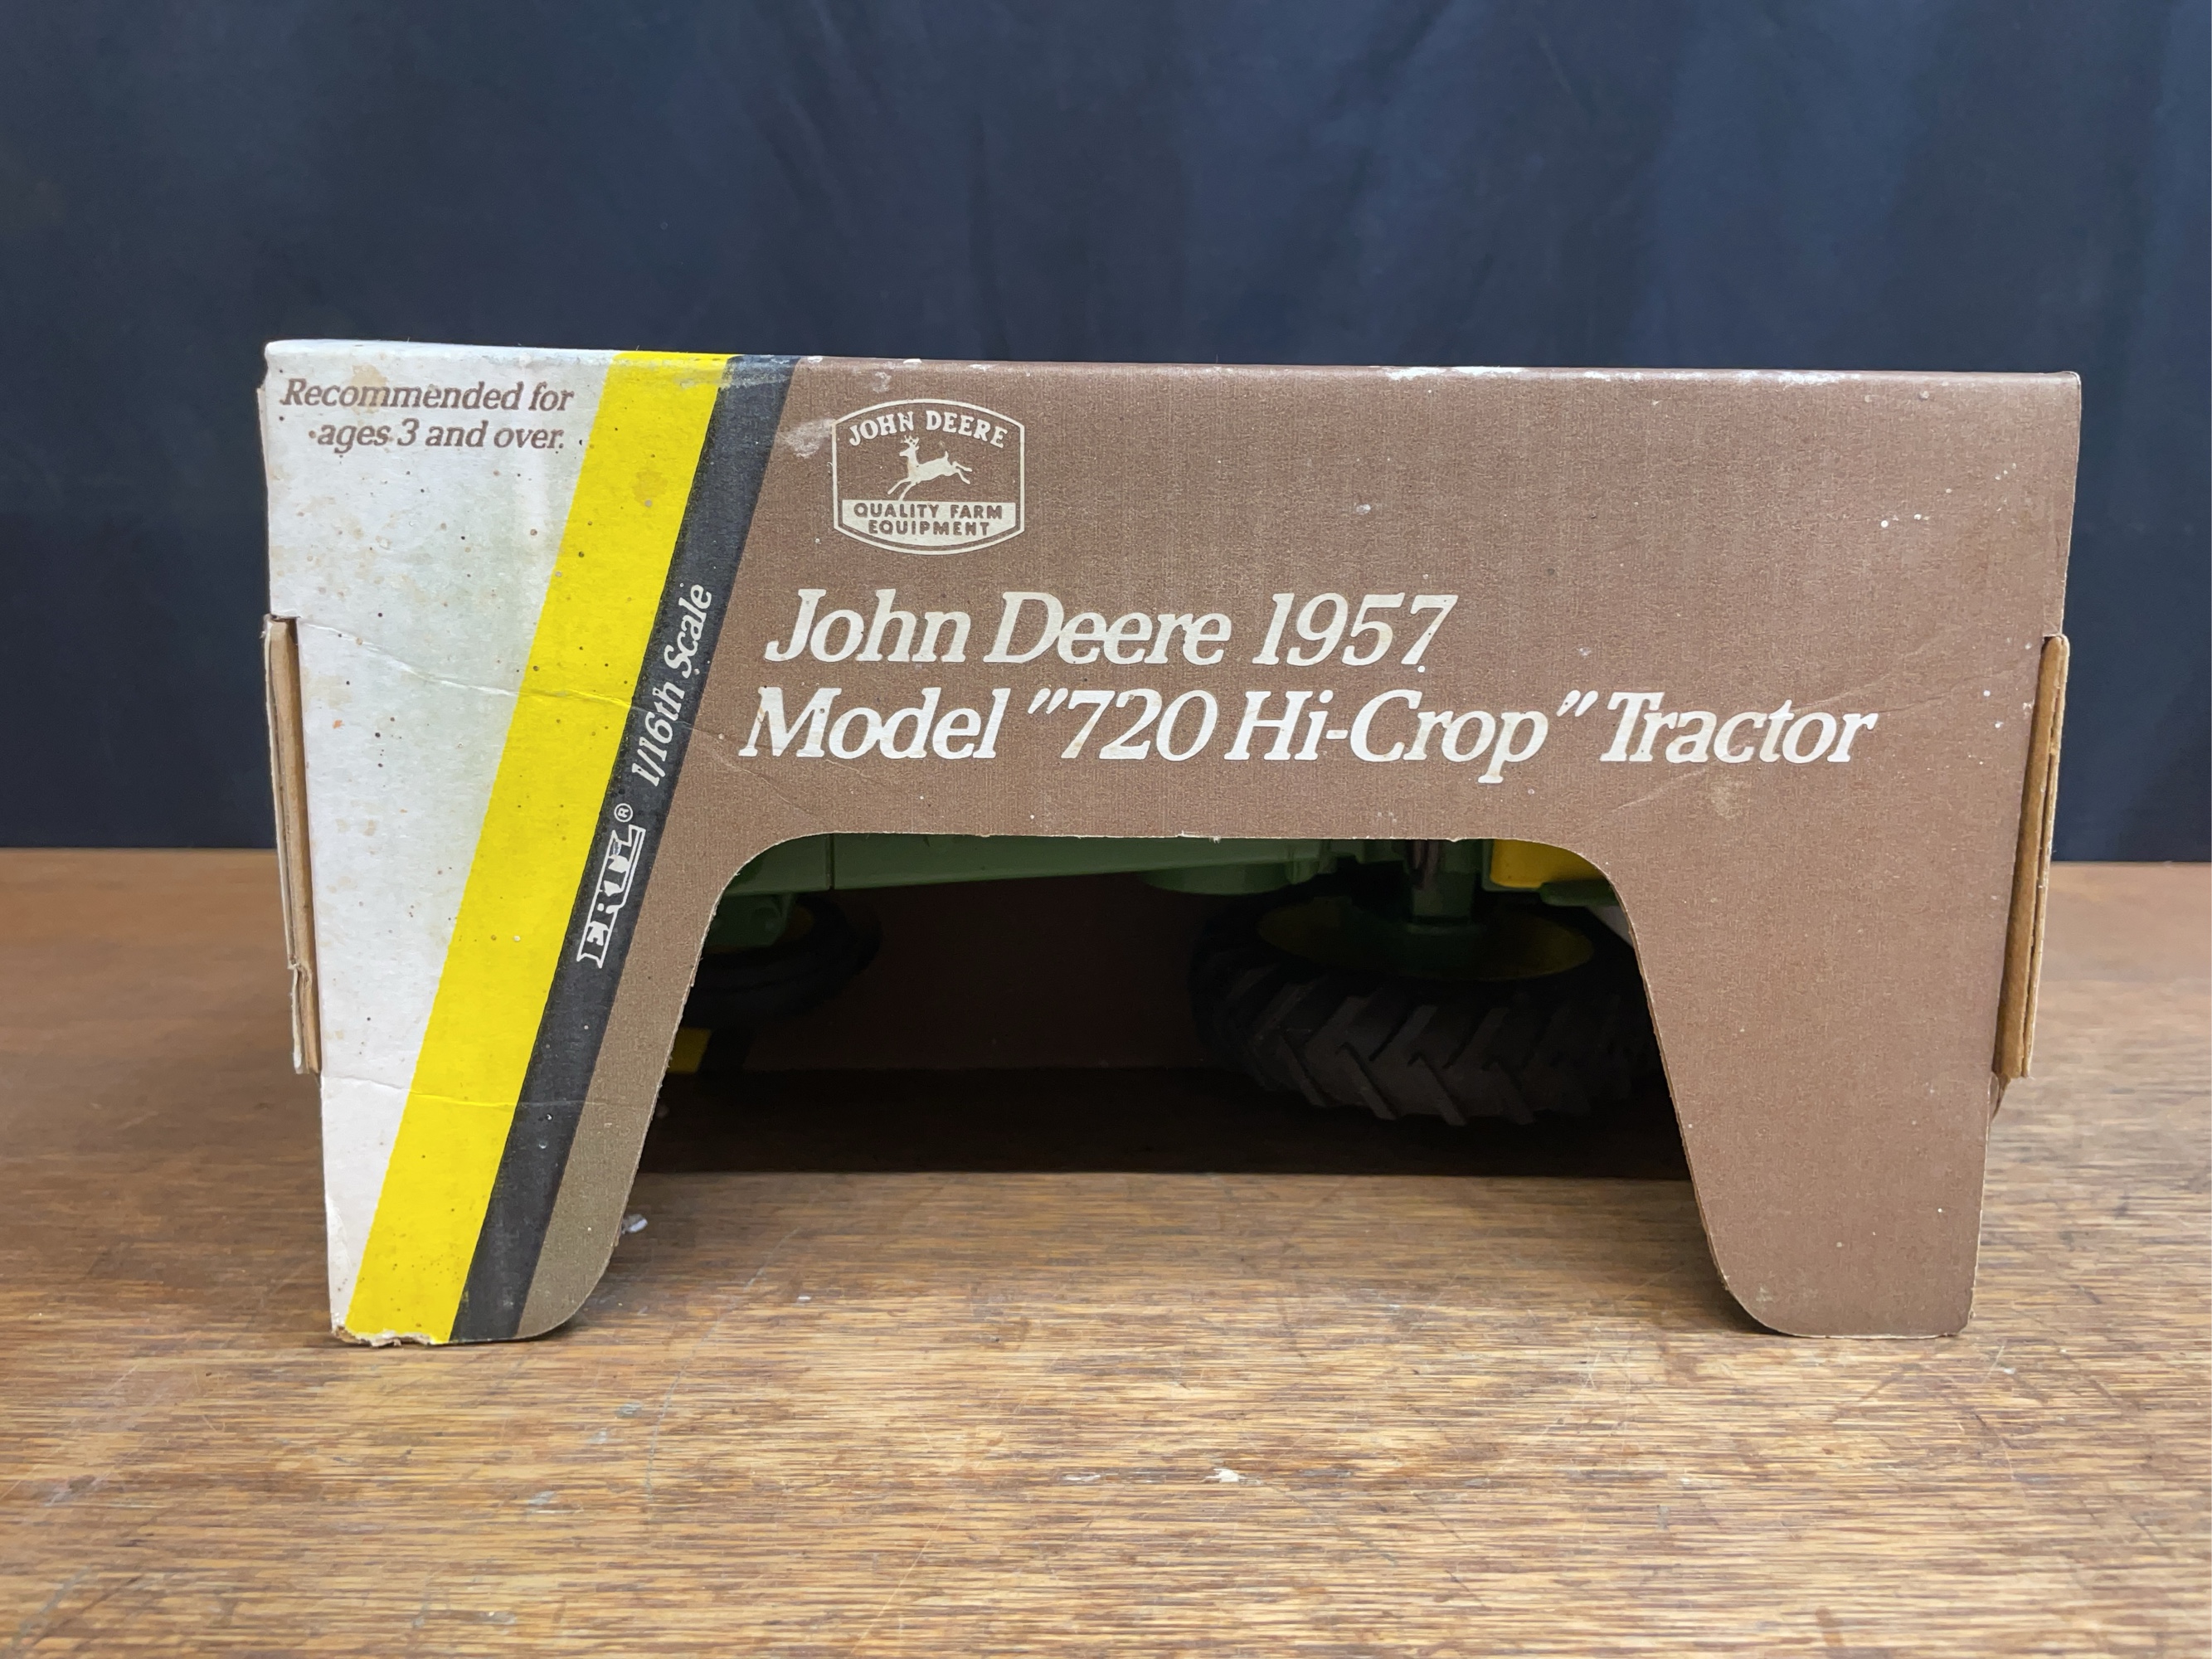 Recommended for
ages 3 and over.
JOHN DEERE
QUALITY FARM
EQUIPMENT
John Deere 1957
Model "720 Hi-Crop" Tractor
ERTL® 1/16th Scale